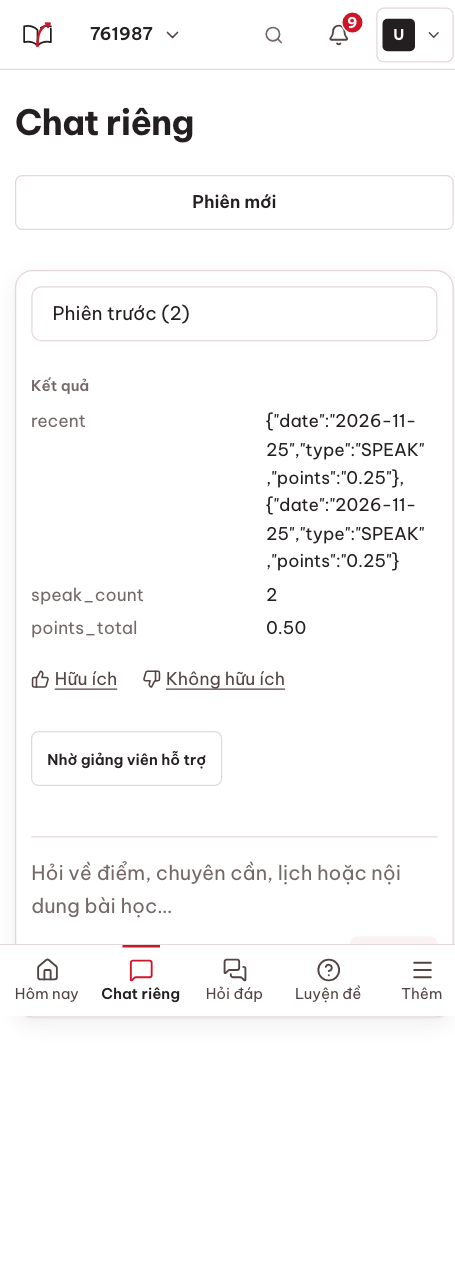 761987
9
U
Chat riêng
Phiên mới
Phiên trước (2)
Kết quả
recent
{"date":"2026-11-
25","type":"SPEAK"
,"points":"0.25"},
{"date":"2026-11-
25","type":"SPEAK"
,"points":"0.25"}
speak_count
2
points_total
0.50
Hữu ích
Không hữu ích
Nhờ giảng viên hỗ trợ
Hỏi về điểm, chuyên cần, lịch hoặc nội
dung bài học...
Hôm nay
Chat riêng
Hỏi đáp
Luyện đề
Thêm